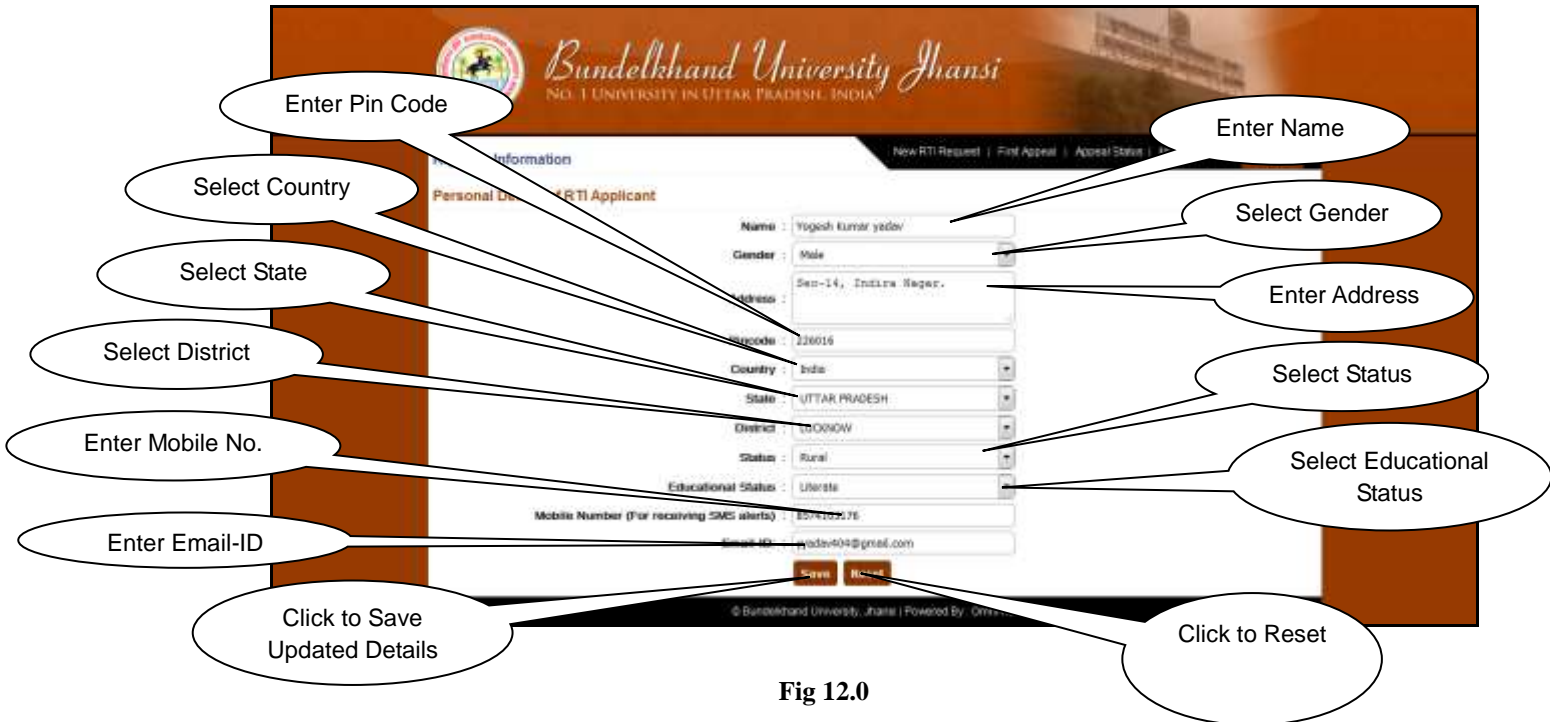 Bundelkhand University Jhansi
No. 1 UNIVERSITY IN UTTAR PRADESH, INDIA
Enter Pin Code
Enter Name
New RTI Request | First Appeal | Appeal Status |
Information
Select Country
Personal RTI Applicant
Select Gender
Name : Yogesh Kumar yadav
Gender : Male
Select State
Address : Sec-14, Indira Nagar.
Enter Address
Pincode : 226016
Select District
Country : India
Select Status
State : UTTAR PRADESH
District : LUCKNOW
Enter Mobile No.
Status : Rural
Select Educational
Status
Educational Status : Literate
Mobile Number (For receiving SMS alerts) :
Enter Email-ID
Email-ID :
Save Reset
Click to Save
Updated Details
© Bundelkhand University, Jhansi | Powered By
Click to Reset
Fig 12.0